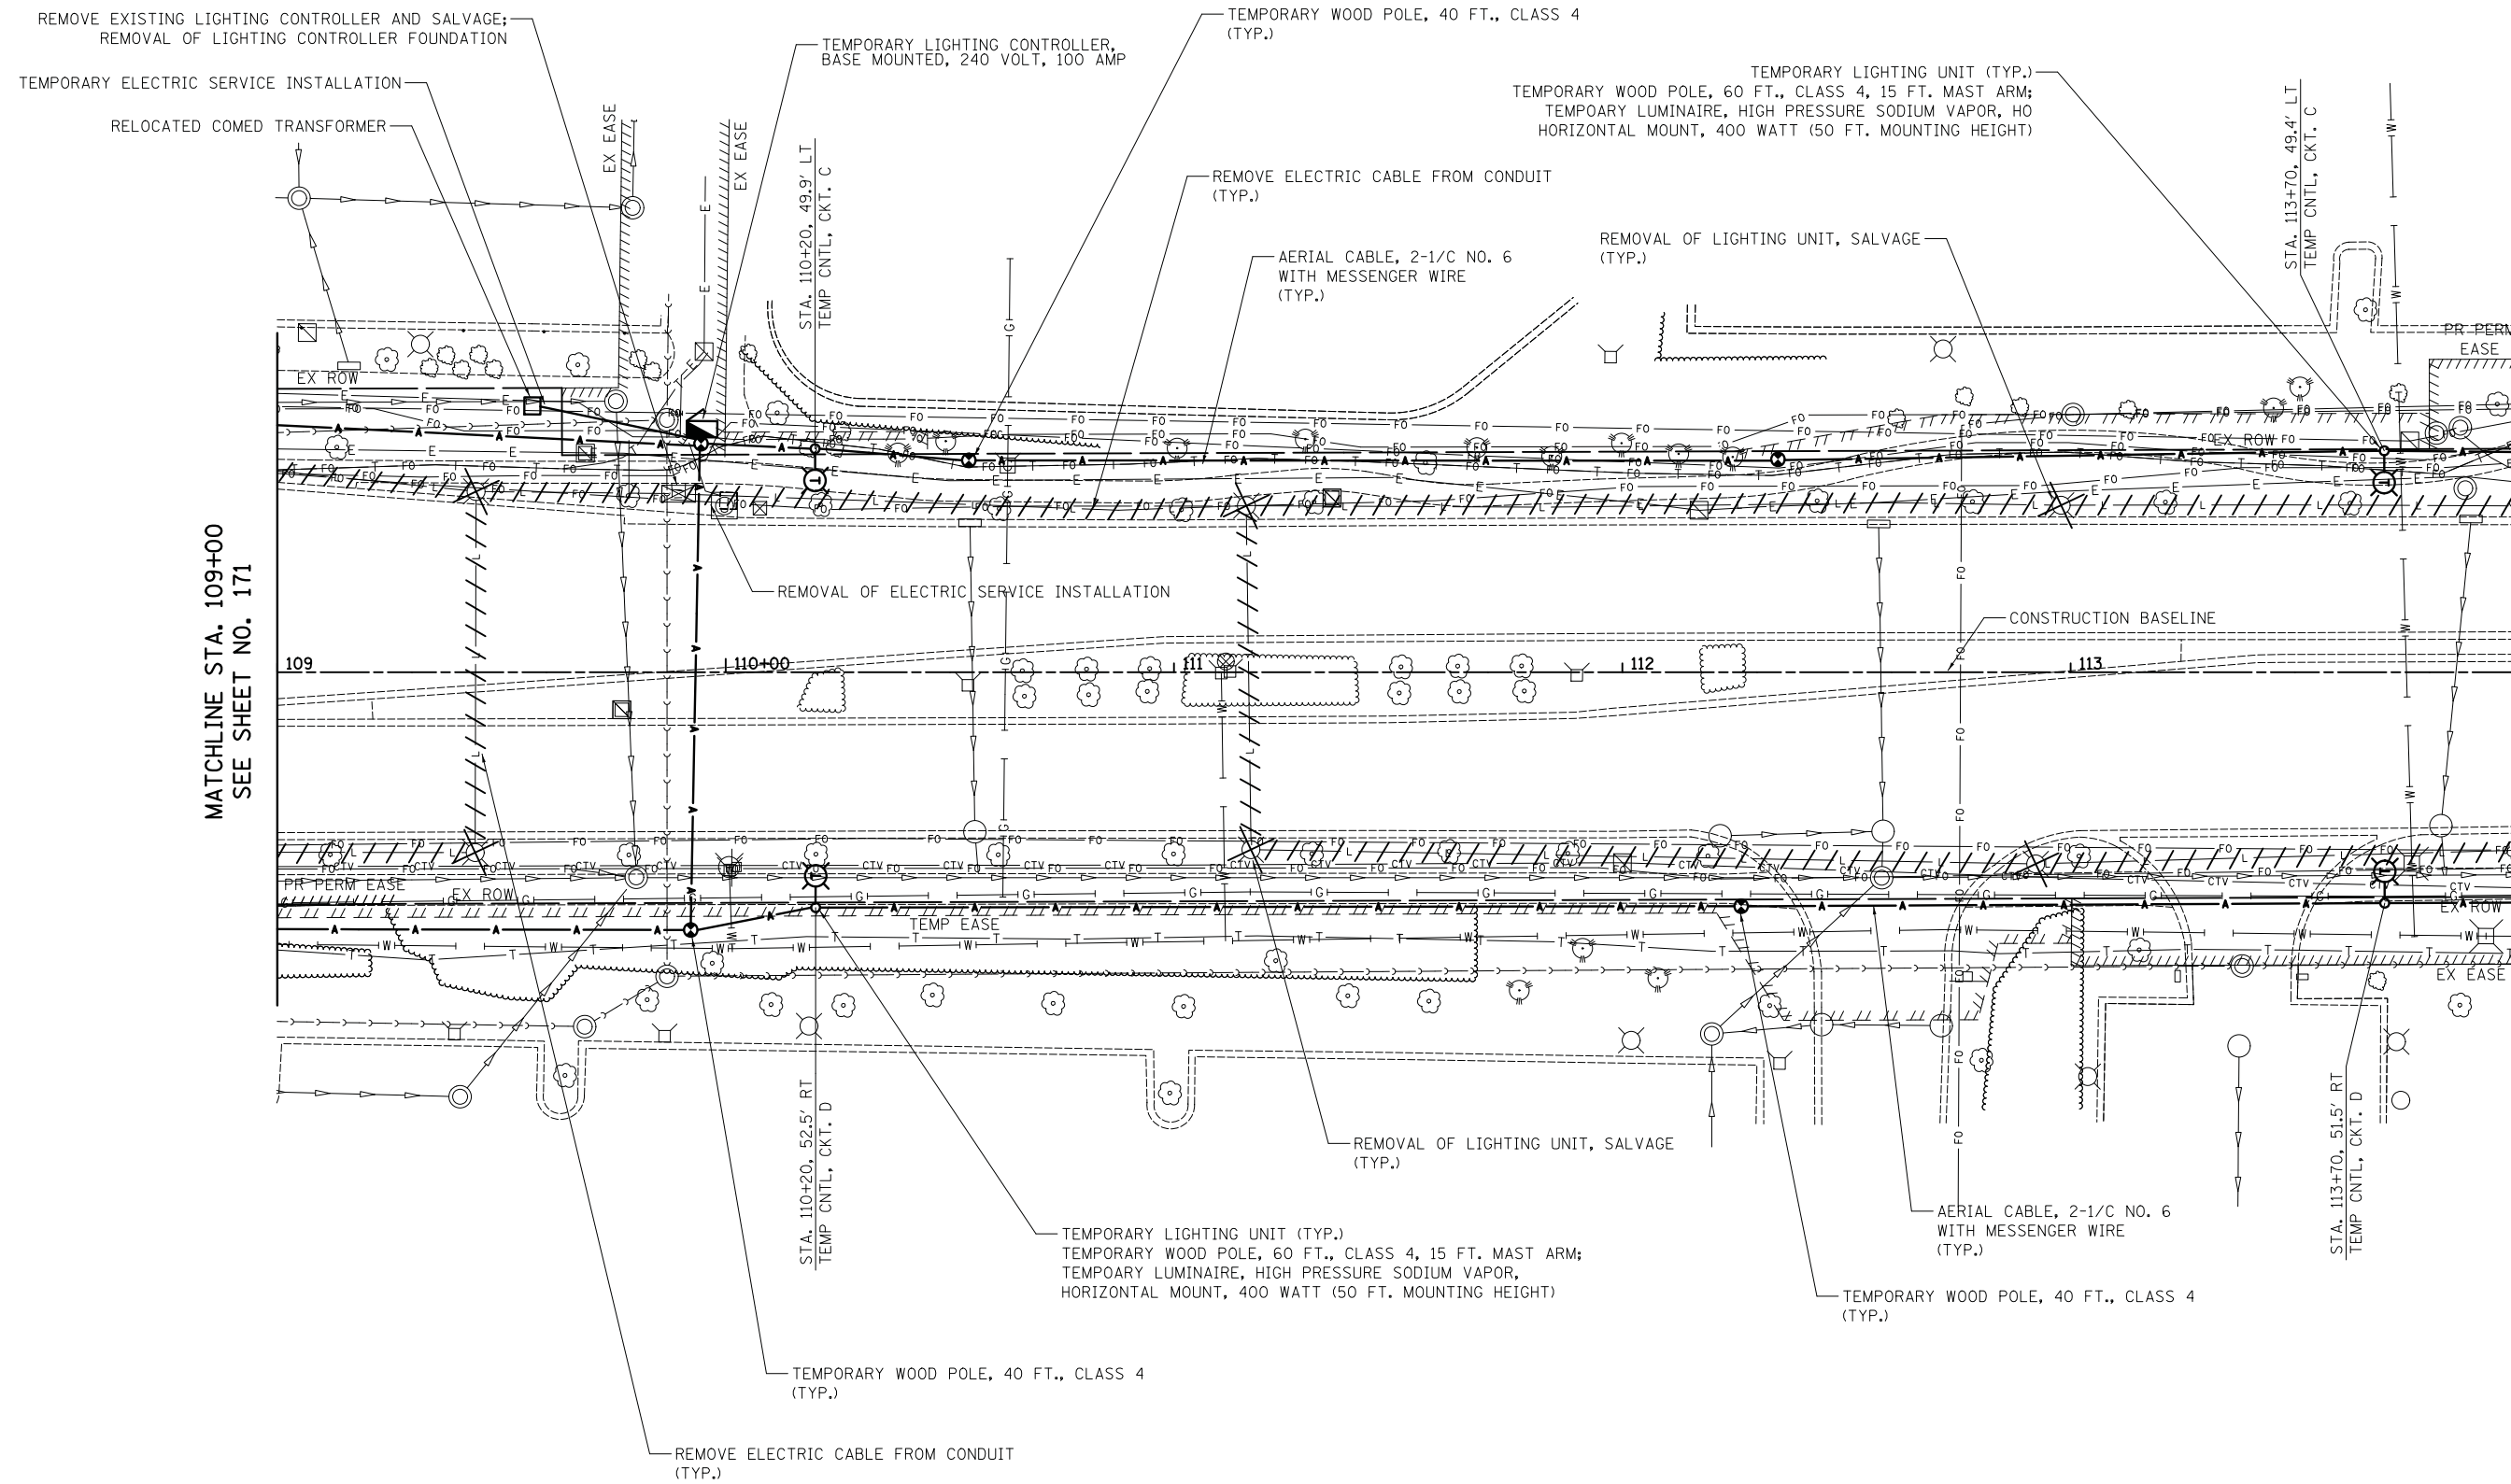 REMOVE EXISTING LIGHTING CONTROLLER AND SALVAGE;
REMOVAL OF LIGHTING CONTROLLER FOUNDATION
TEMPORARY ELECTRIC SERVICE INSTALLATION
RELOCATED COMED TRANSFORMER
TEMPORARY LIGHTING CONTROLLER,
BASE MOUNTED, 240 VOLT, 100 AMP
TEMPORARY WOOD POLE, 40 FT., CLASS 4
(TYP.)
TEMPORARY LIGHTING UNIT (TYP.)
TEMPORARY WOOD POLE, 60 FT., CLASS 4, 15 FT. MAST ARM;
TEMPOARY LUMINAIRE, HIGH PRESSURE SODIUM VAPOR, HO
HORIZONTAL MOUNT, 400 WATT (50 FT. MOUNTING HEIGHT)
EX EASE
EX EASE
STA. 110+20, 49.9' LT
TEMP CNTL, CKT. C
REMOVE ELECTRIC CABLE FROM CONDUIT
(TYP.)
AERIAL CABLE, 2-1/C NO. 6
WITH MESSENGER WIRE
(TYP.)
REMOVAL OF LIGHTING UNIT, SALVAGE
(TYP.)
STA. 113+70, 49.4' LT
TEMP CNTL, CKT. C
PR PERM
EASE
EX ROW
EX ROW
REMOVAL OF ELECTRIC SERVICE INSTALLATION
CONSTRUCTION BASELINE
MATCHLINE STA. 109+00
SEE SHEET NO. 171
109
110+00
111
112
113
PR PERM EASE
EX ROW
TEMP EASE
EX ROW
EX EASE
STA. 110+20, 52.5' RT
TEMP CNTL, CKT. D
REMOVAL OF LIGHTING UNIT, SALVAGE
(TYP.)
STA. 113+70, 51.5' RT
TEMP CNTL, CKT. D
AERIAL CABLE, 2-1/C NO. 6
WITH MESSENGER WIRE
(TYP.)
TEMPORARY LIGHTING UNIT (TYP.)
TEMPORARY WOOD POLE, 60 FT., CLASS 4, 15 FT. MAST ARM;
TEMPOARY LUMINAIRE, HIGH PRESSURE SODIUM VAPOR,
HORIZONTAL MOUNT, 400 WATT (50 FT. MOUNTING HEIGHT)
TEMPORARY WOOD POLE, 40 FT., CLASS 4
(TYP.)
TEMPORARY WOOD POLE, 40 FT., CLASS 4
(TYP.)
REMOVE ELECTRIC CABLE FROM CONDUIT
(TYP.)